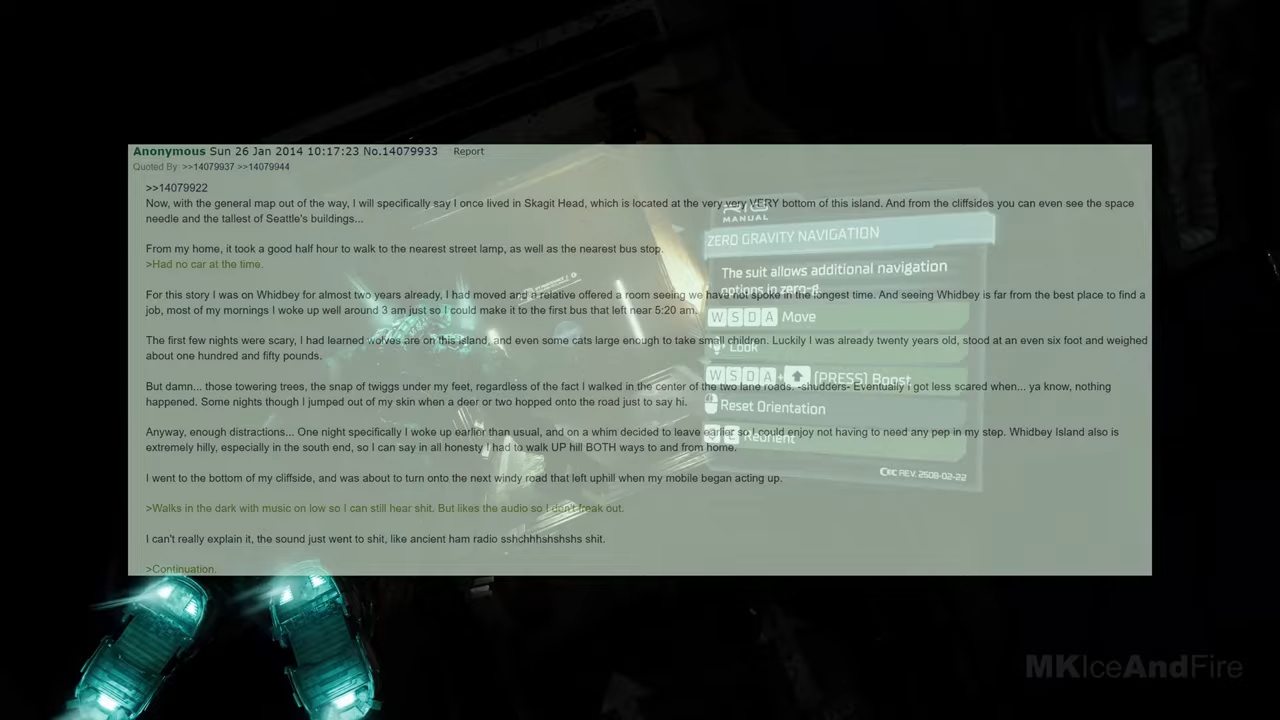 Anonymous Sun 26 Jan 2014 10:17:23 No.14079933 Report
Quoted By: >>14079937 >>14079944
>>14079922
Now, with the general map out of the way, I will specifically say I once lived in Skagit Head, which is located at the very very VERY bottom of this island. And from the cliffsides you can even see the space
needle and the tallest of Seattle's buildings...
From my home, it took a good half hour to walk to the nearest street lamp, as well as the nearest bus stop.
>Had no car at the time.
For this story I was on Whidbey for almost two years already, I had moved and a relative offered a room seeing we have not spoke in the longest time. And seeing Whidbey is far from the best place to find a
job, most of my mornings I woke up well around 3 am just so I could make it to the first bus that left near 5:20 am.
The first few nights were scary, I had learned wolves are on this island, and even some cats large enough to take small children. Luckily I was already twenty years old, stood at an even six foot and weighed
about one hundred and fifty pounds.
But damn... those towering trees, the snap of twiggs under my feet, regardless of the fact I walked in the center of the two lane roads. -shudders- Eventually i got less scared when... ya know, nothing
happened. Some nights though I jumped out of my skin when a deer or two hopped onto the road just to say hi.
Anyway, enough distractions... One night specifically I woke up earlier than usual, and on a whim decided to leave earlier so I could enjoy not having to need any pep in my step. Whidbey Island also is
extremely hilly, especially in the south end, so I can say in all honesty I had to walk UP hill BOTH ways to and from home.
I went to the bottom of my cliffside, and was about to turn onto the next windy road that left uphill when my mobile began acting up.
>Walks in the dark with music on low so I can still hear shit. But likes the audio so I don't freak out.
I can't really explain it, the sound just went to shit, like ancient ham radio sshchhhshshshs shit.
>Continuation.
RIG
MANUAL
ZERO GRAVITY NAVIGATION
The suit allows additional navigation
options in zero-g.
W S D A Move
Look
W S D A + [PRESS] Boost
Reset Orientation
Reorient
CEC REV. 2508-02-22
MKIceAndFire